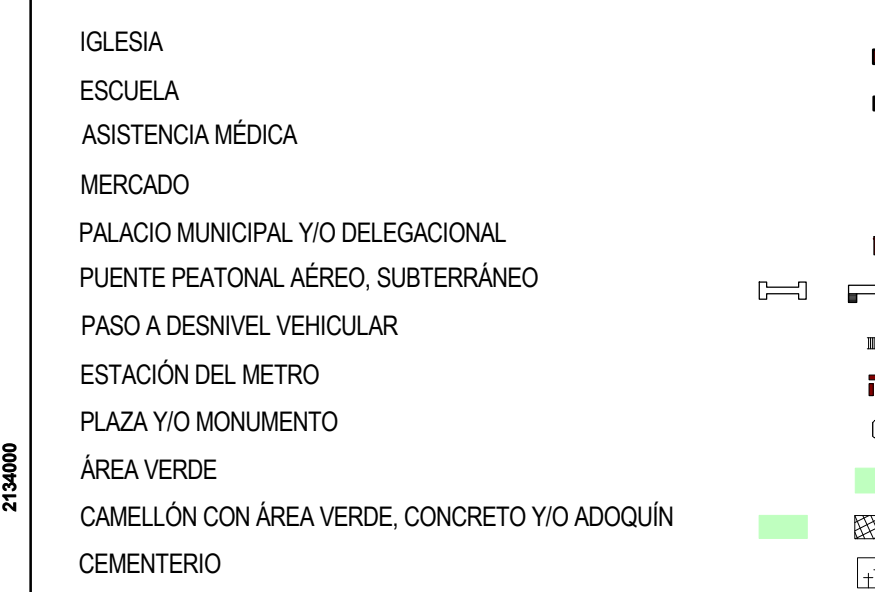 IGLESIA
ESCUELA
ASISTENCIA MÉDICA
MERCADO
PALACIO MUNICIPAL Y/O DELEGACIONAL
PUENTE PEATONAL AÉREO, SUBTERRÁNEO
PASO A DESNIVEL VEHICULAR
ESTACIÓN DEL METRO
PLAZA Y/O MONUMENTO
ÁREA VERDE
CAMELLÓN CON ÁREA VERDE, CONCRETO Y/O ADOQUÍN
CEMENTERIO
2134000